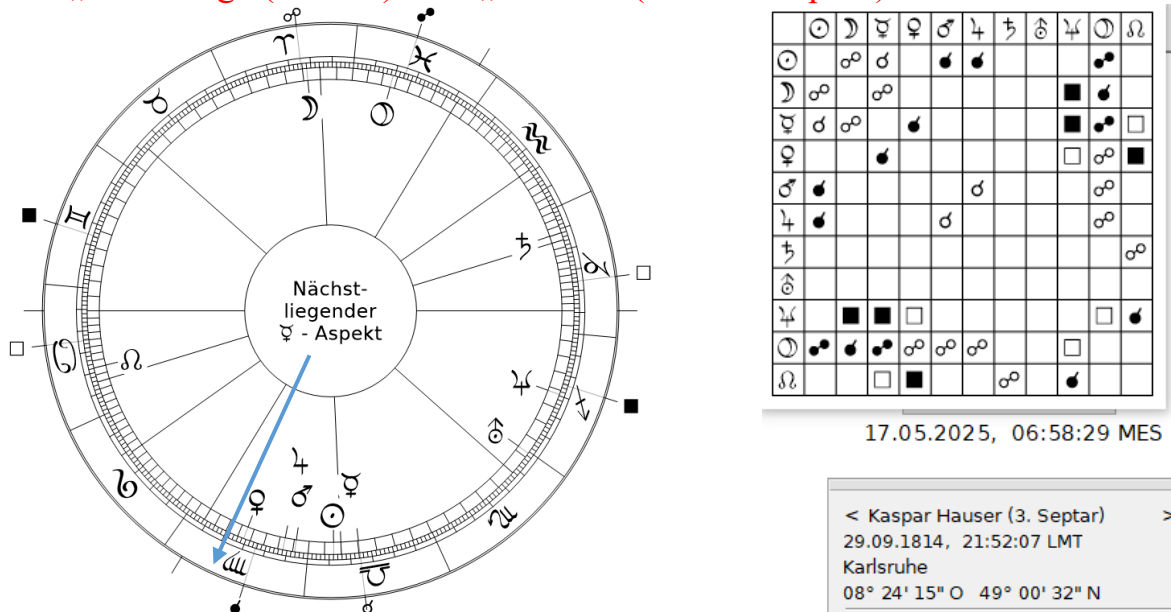 Nächst-
liegender
☿ - Aspekt
17.05.2025, 06:58:29 MES
< Kaspar Hauser (3. Septar) >
29.09.1814, 21:52:07 LMT
Karlsruhe
08° 24' 15" O 49° 00' 32" N